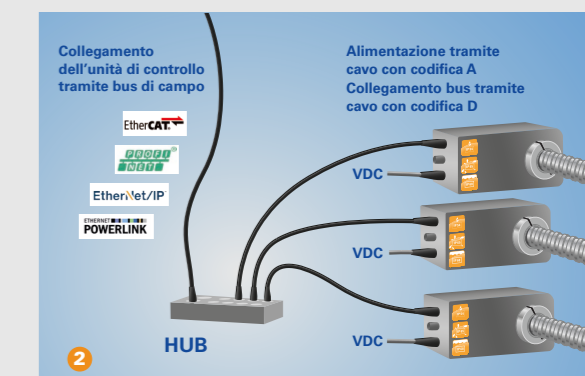 Collegamento
dell'unità di controllo
tramite bus di campo
Alimentazione tramite
cavo con codifica A
Collegamento bus tramite
cavo con codifica D
EtherCAT.
PROFI
NET
EtherNet/IP
ETHERNET
POWERLINK
VDC
VDC
VDC
HUB
2